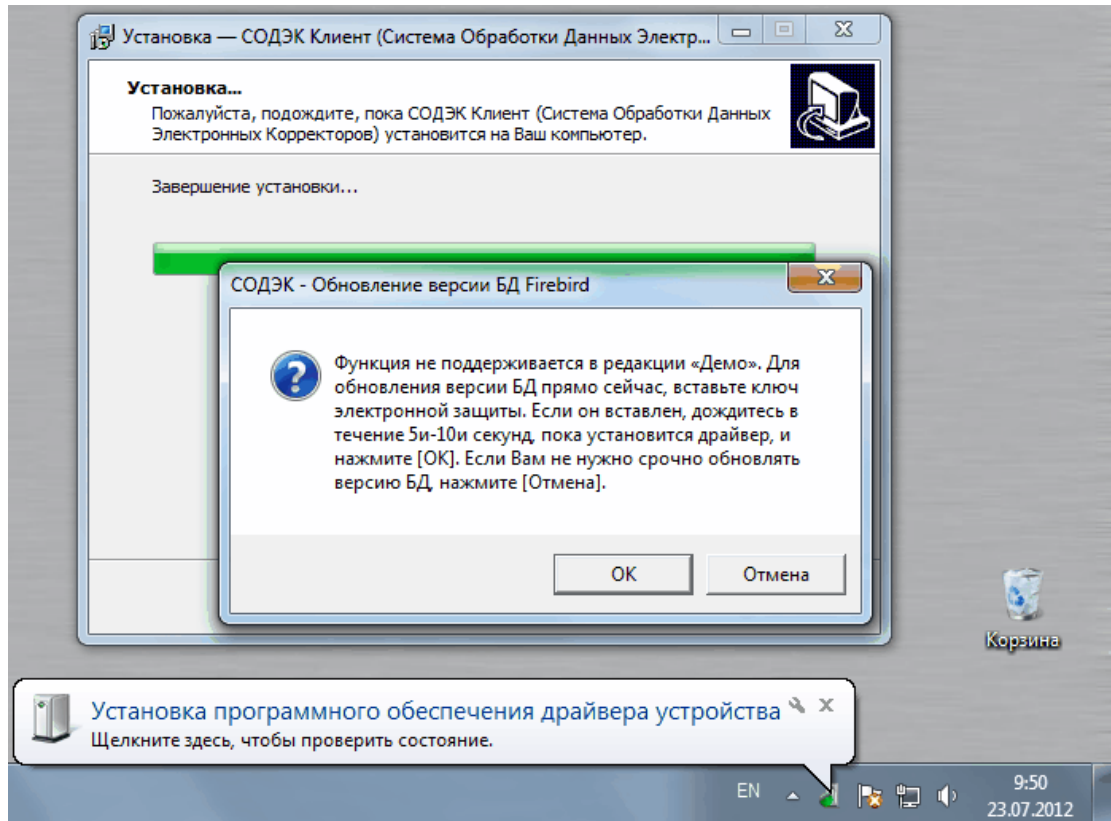 Установка — СОДЭК Клиент (Система Обработки Данных Электр...
Установка...
Пожалуйста, подождите, пока СОДЭК Клиент (Система Обработки Данных
Электронных Корректоров) установится на Ваш компьютер.
Завершение установки...
СОДЭК - Обновление версии БД Firebird
Функция не поддерживается в редакции «Демо». Для
обновления версии БД прямо сейчас, вставьте ключ
электронной защиты. Если он вставлен, дождитесь в
течение 5и-10и секунд, пока установится драйвер, и
нажмите [ОК]. Если Вам не нужно срочно обновлять
версию БД, нажмите [Отмена].
ОК
Отмена
Корзина
Установка программного обеспечения драйвера устройства
Щелкните здесь, чтобы проверить состояние.
EN
9:50
23.07.2012